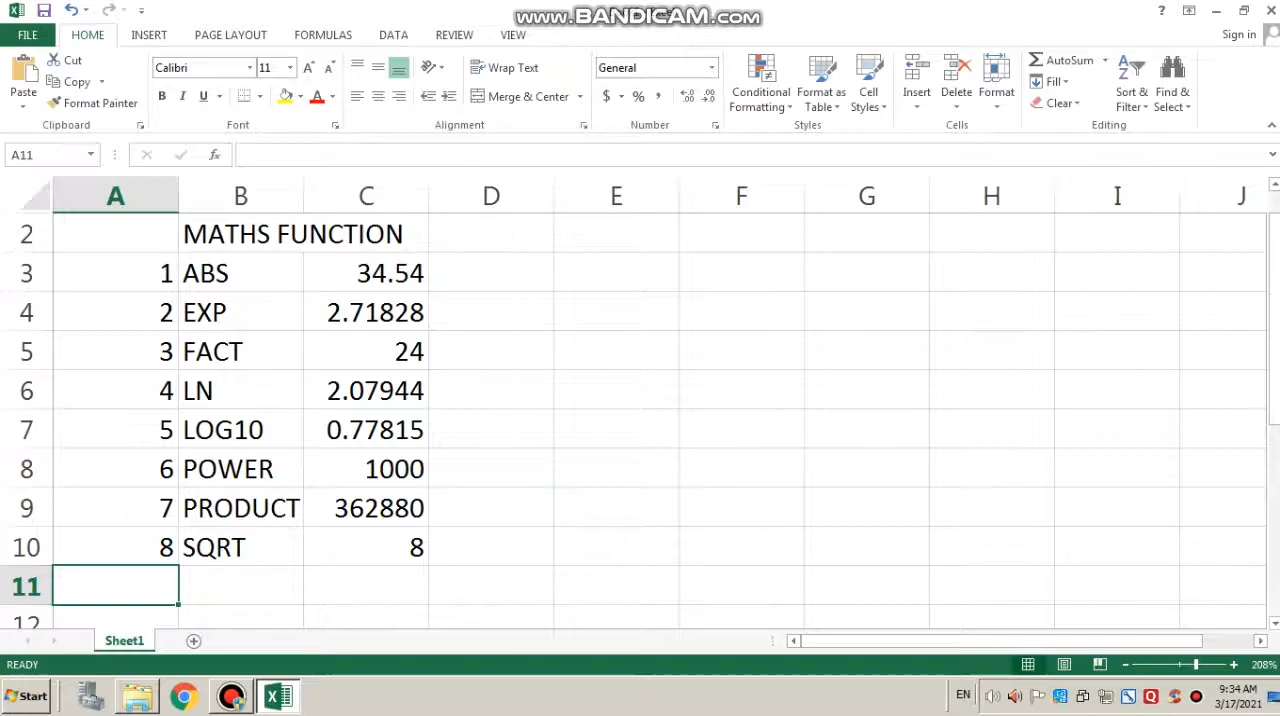 www.BANDICAM.com
Sign in
FILE HOME INSERT PAGE LAYOUT FORMULAS DATA REVIEW VIEW
Cut
Copy
Format Painter
Paste
Clipboard
Calibri 11
B I U
Font
Wrap Text
Merge & Center
Alignment
General
$ % ,
Number
Conditional Formatting
Format as Table
Cell Styles
Styles
Insert
Delete
Format
Cells
AutoSum
Fill
Clear
Sort & Filter
Find & Select
Editing
A11 fx
A B C D E F G H I J
2 MATHS FUNCTION
3 1 ABS 34.54
4 2 EXP 2.71828
5 3 FACT 24
6 4 LN 2.07944
7 5 LOG10 0.77815
8 6 POWER 1000
9 7 PRODUCT 362880
10 8 SQRT 8
11
12
Sheet1
READY
208%
Start
EN
9:34 AM
3/17/2021